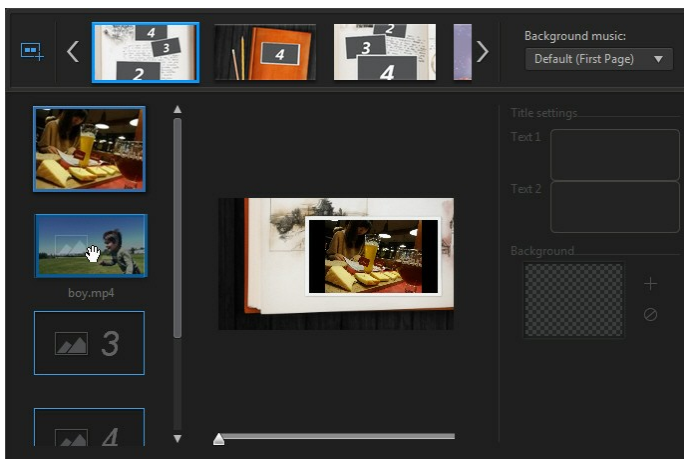 Background music:
Default (First Page)
4
3
2
4
2
3
4
Title settings
Text 1
Text 2
Background
boy.mp4
3
4